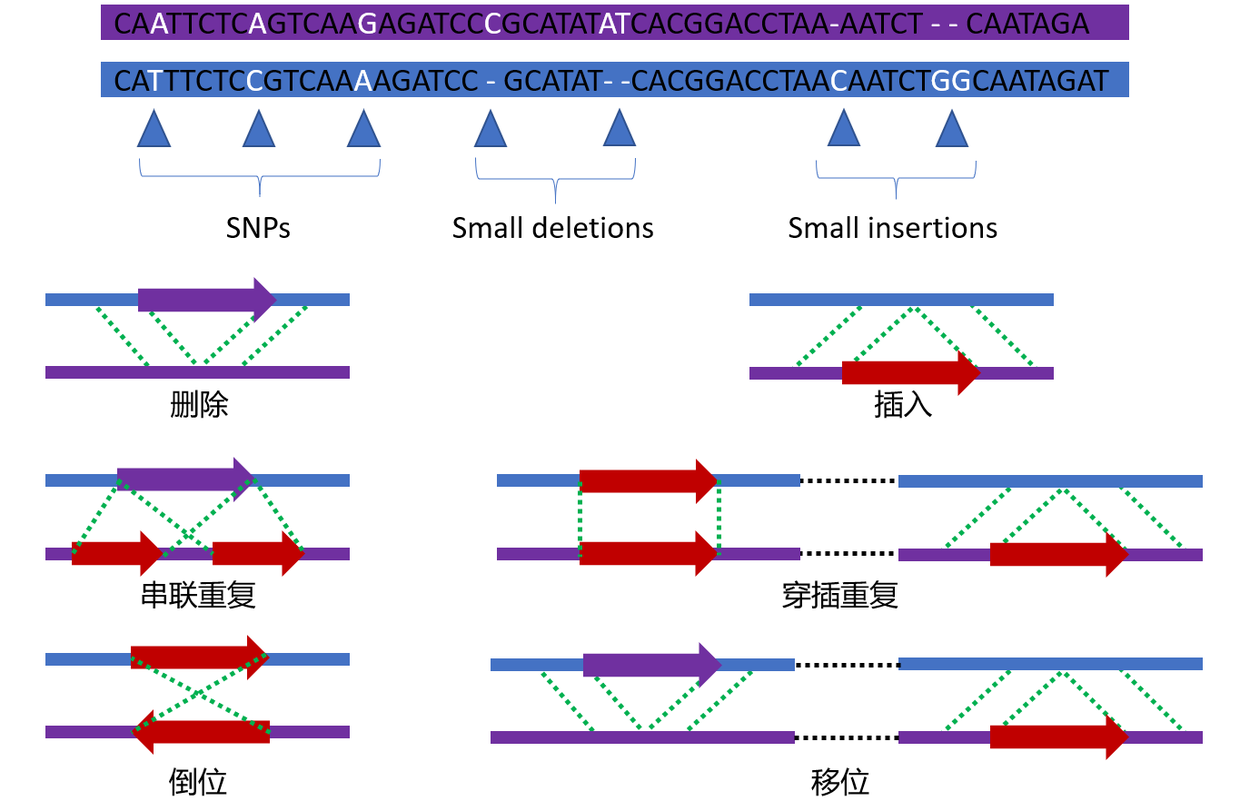 CAATTCTCAGTCAAGAGATCCCGCATATATCACGGACCTAA-AATCT - - CAATAGA
CATTTCTCCGTCAAAAGATCC - GCATAT- -CACGGACCTAACAATCTGGCAATAGAT
SNPs Small deletions Small insertions
删除 插入
串联重复 穿插重复
倒位 移位